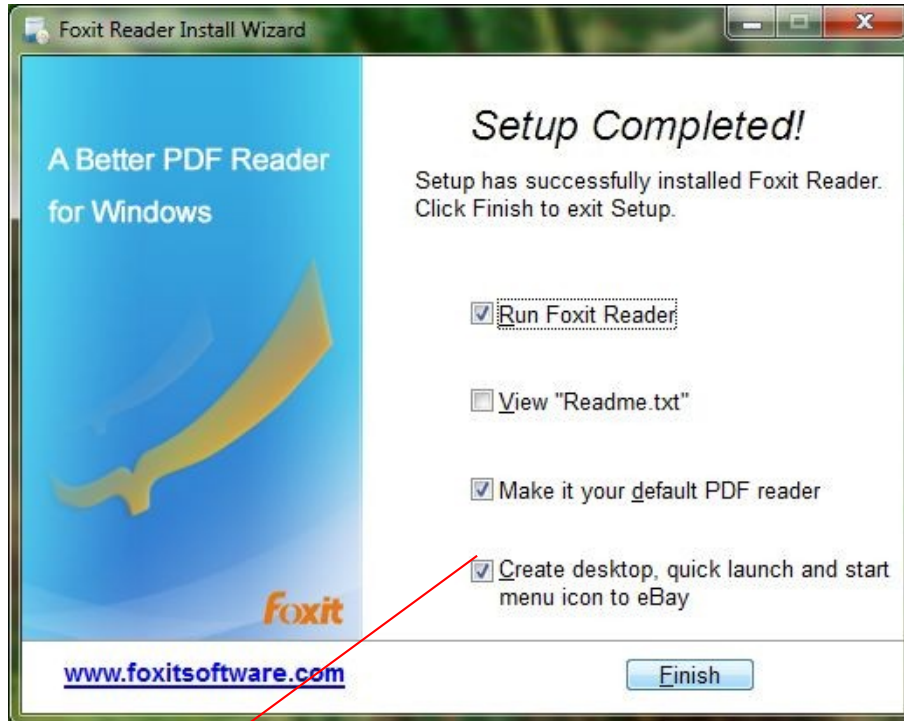 Foxit Reader Install Wizard
A Better PDF Reader
for Windows
foxit
Setup Completed!
Setup has successfully installed Foxit Reader.
Click Finish to exit Setup.
Run Foxit Reader
View "Readme.txt"
Make it your default PDF reader
Create desktop, quick launch and start
menu icon to eBay
www.foxitsoftware.com
Finish